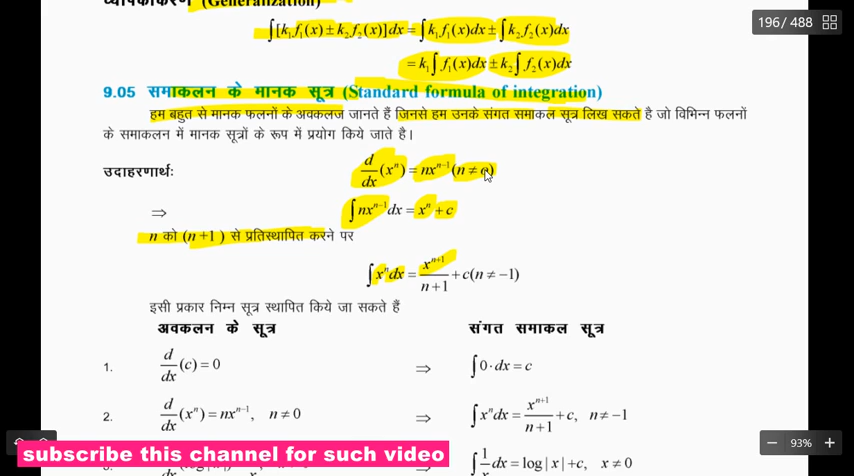 व्यापकीकरण (Generalization)
196 / 488
∫[k₁f₁(x) ± k₂f₂(x)]dx = ∫k₁f₁(x)dx ± ∫k₂f₂(x)dx
= k₁∫f₁(x)dx ± k₂∫f₂(x)dx
9.05 समाकलन के मानक सूत्र (Standard formula of integration)
हम बहुत से मानक फलनों के अवकलज जानते हैं जिनसे हम उनके संगत समाकल सूत्र लिख सकते है जो विभिन्न फलनों
के समाकलन में मानक सूत्रों के रूप में प्रयोग किये जाते है।
उदाहरणार्थः d/dx (xⁿ) = nxⁿ⁻¹ (n ≠ o)
⇒ ∫nxⁿ⁻¹dx = xⁿ + c
n को (n+1) से प्रतिस्थापित करने पर
∫xⁿdx = xⁿ⁺¹/(n+1) + c (n ≠ −1)
इसी प्रकार निम्न सूत्र स्थापित किये जा सकते हैं
अवकलन के सूत्र संगत समाकल सूत्र
1. d/dx (c) = 0 ⇒ ∫0·dx = c
2. d/dx (xⁿ) = nxⁿ⁻¹, n ≠ 0 ⇒ ∫xⁿdx = xⁿ⁺¹/(n+1) + c, n ≠ −1
93%
subscribe this channel for such video
⇒ ∫1/x dx = log|x| + c, x ≠ 0